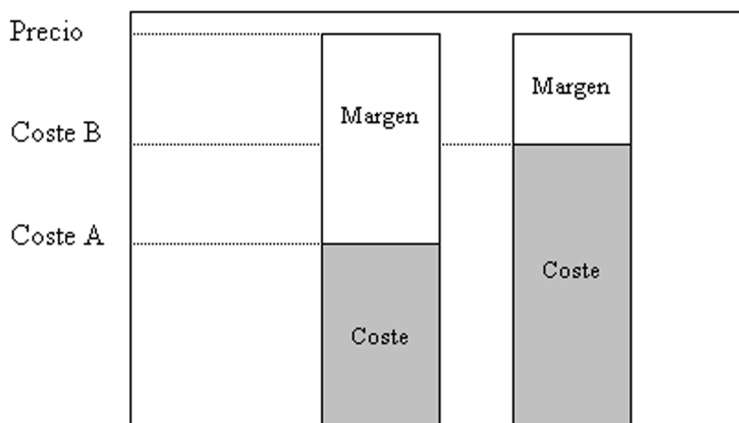 Precio
Margen
Margen
Coste B
Coste A
Coste
Coste